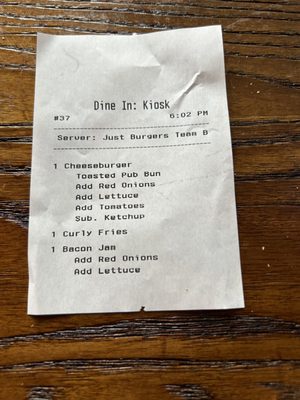 Dine In: Kiosk
#37 6:02 PM
Server: Just Burgers Team B
1 Cheeseburger
Toasted Pub Bun
Add Red Onions
Add Lettuce
Add Tomatoes
Sub. Ketchup
1 Curly Fries
1 Bacon Jam
Add Red Onions
Add Lettuce